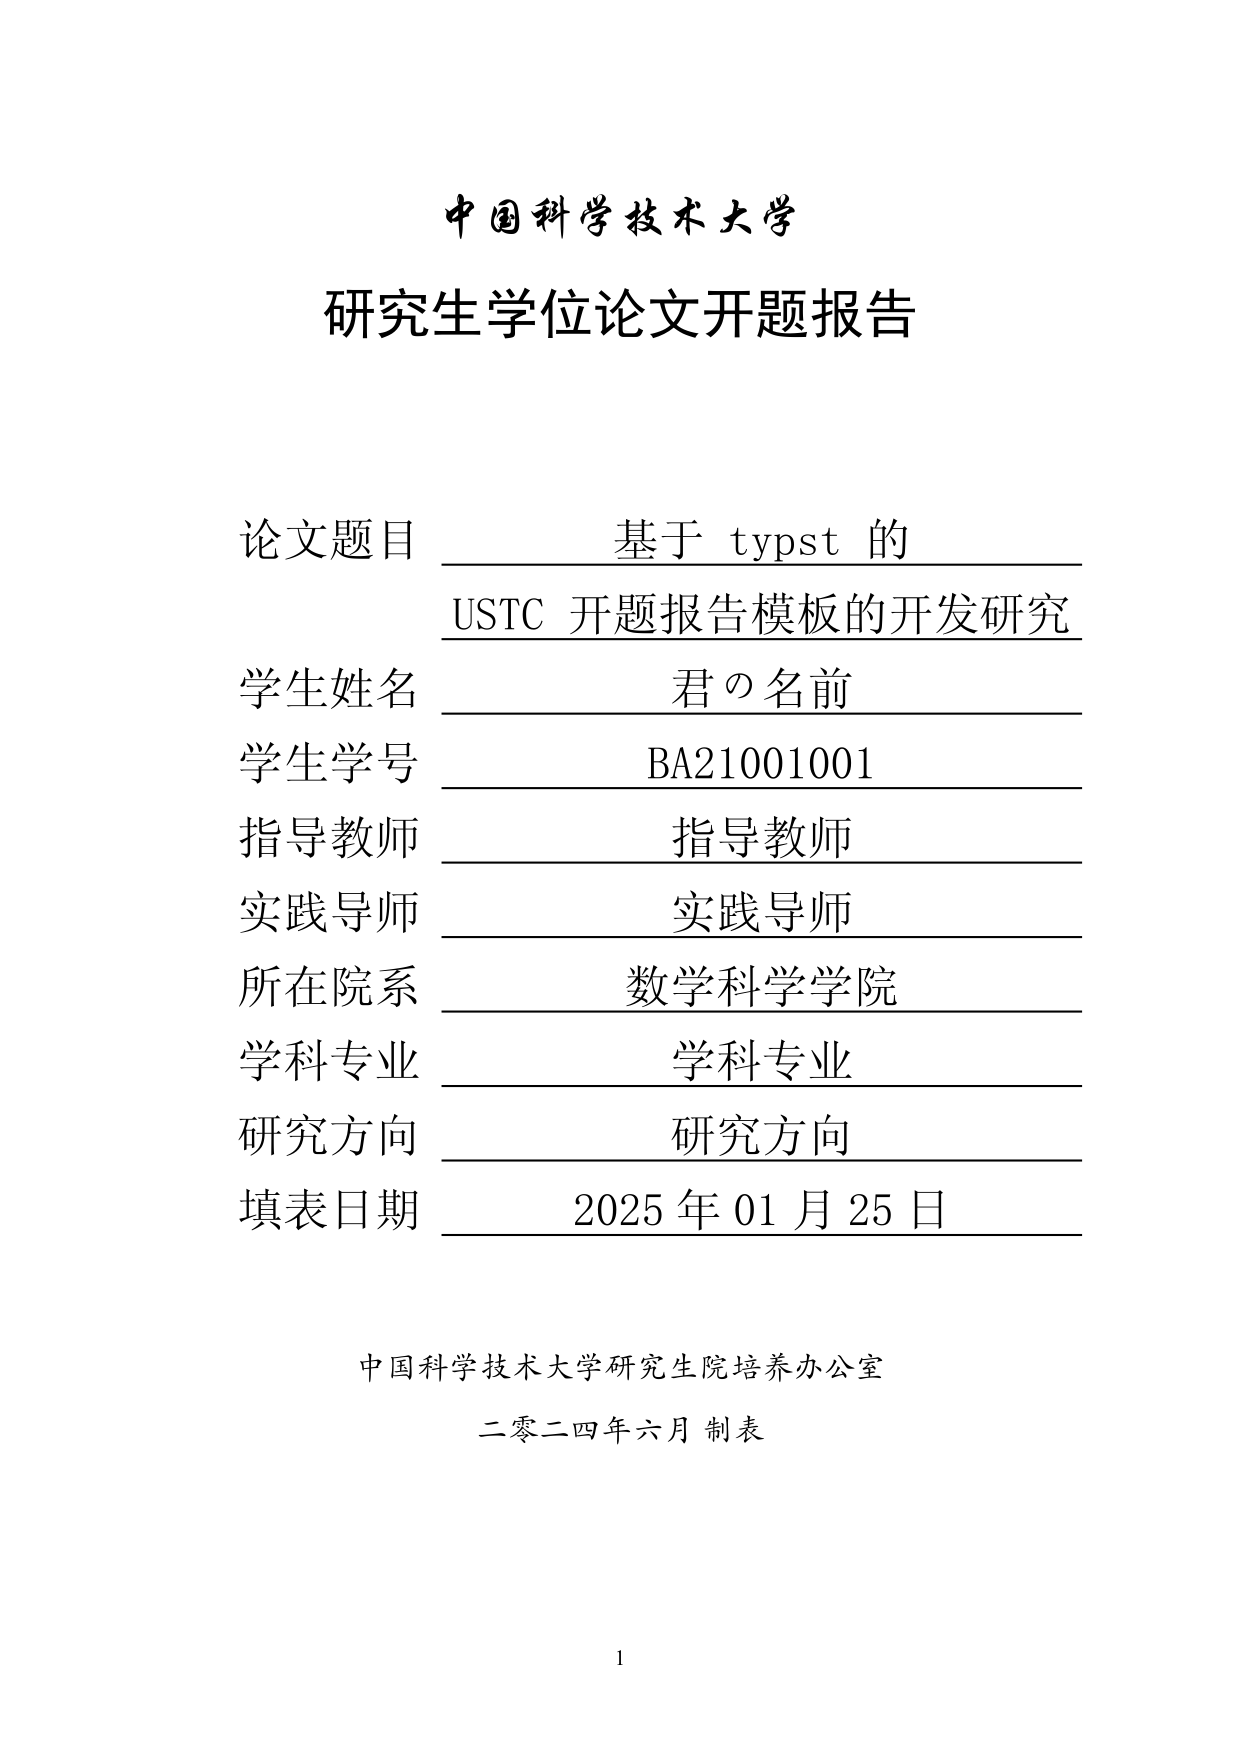 中国科学技术大学
研究生学位论文开题报告
论文题目 基于 typst 的
USTC 开题报告模板的开发研究
学生姓名 君の名前
学生学号 BA21001001
指导教师 指导教师
实践导师 实践导师
所在院系 数学科学学院
学科专业 学科专业
研究方向 研究方向
填表日期 2025 年 01 月 25 日
中国科学技术大学研究生院培养办公室
二零二四年六月 制表
1